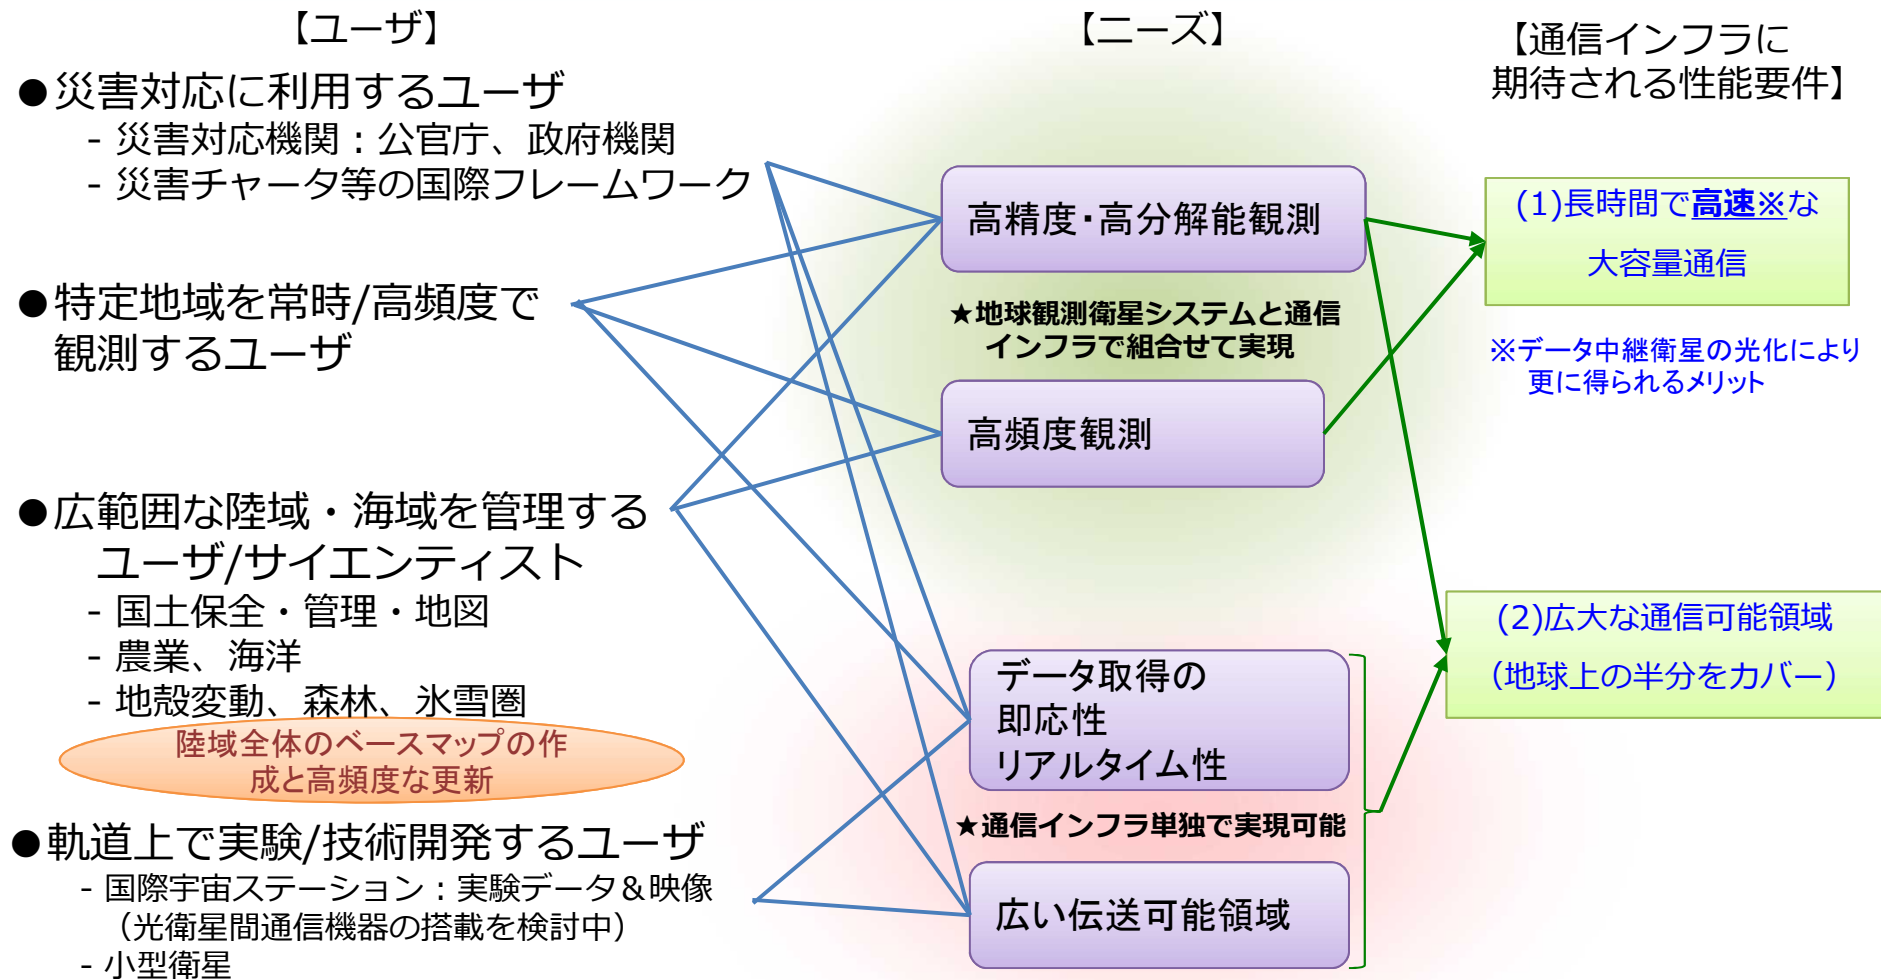 【ユーザ】
●災害対応に利用するユーザ
- 災害対応機関：公官庁、政府機関
- 災害チャータ等の国際フレームワーク
●特定地域を常時/高頻度で
観測するユーザ
●広範囲な陸域・海域を管理する
ユーザ/サイエンティスト
- 国土保全・管理・地図
- 農業、海洋
- 地殻変動、森林、氷雪圏
陸域全体のベースマップの作
成と高頻度な更新
●軌道上で実験/技術開発するユーザ
- 国際宇宙ステーション：実験データ＆映像
（光衛星間通信機器の搭載を検討中）
- 小型衛星
【ニーズ】
高精度・高分解能観測
★地球観測衛星システムと通信
インフラで組合せて実現
高頻度観測
データ取得の
即応性
リアルタイム性
★通信インフラ単独で実現可能
広い伝送可能領域
【通信インフラに
期待される性能要件】
(1)長時間で高速※な
大容量通信
※データ中継衛星の光化により
更に得られるメリット
(2)広大な通信可能領域
（地球上の半分をカバー）